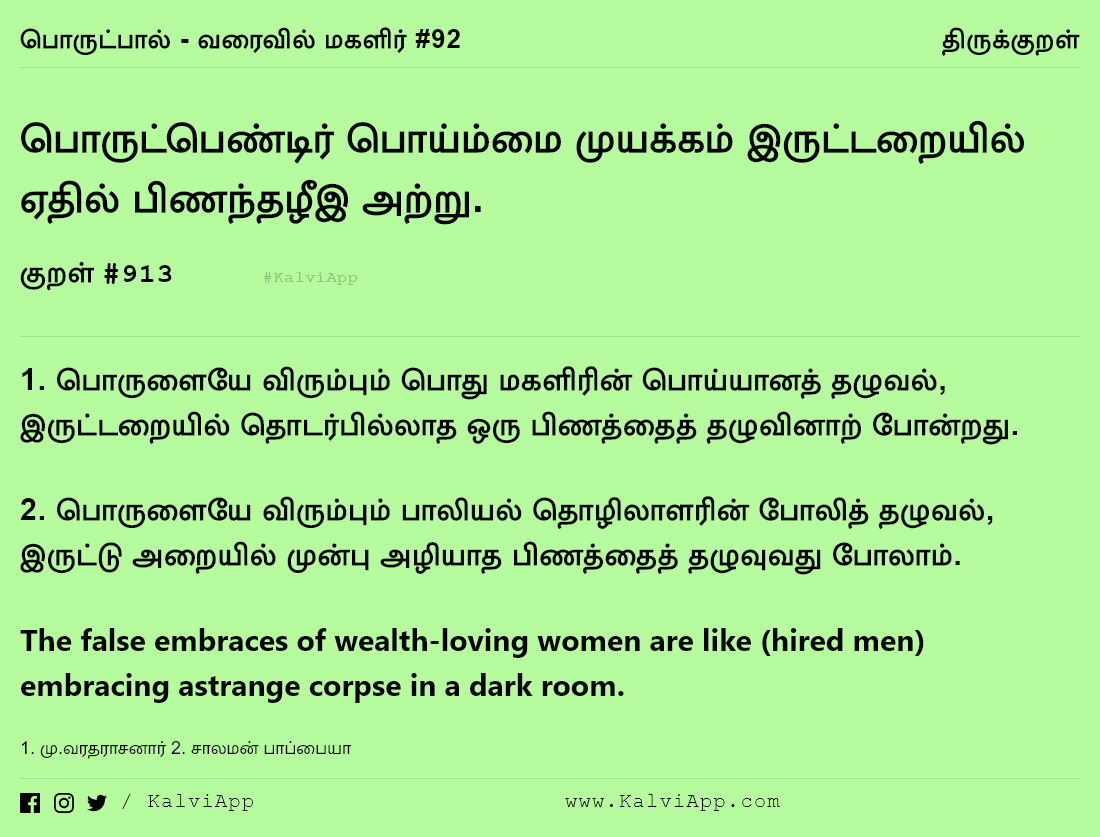 பொருட்பால் - வரைவில் மகளிர் #92 திருக்குறள்
பொருட்பெண்டிர் பொய்ம்மை முயக்கம் இருட்டறையில்
ஏதில் பிணந்தழீஇ அற்று.
குறள் #913 #KalviApp
1. பொருளையே விரும்பும் பொது மகளிரின் பொய்யானத் தழுவல்,
இருட்டறையில் தொடர்பில்லாத ஒரு பிணத்தைத் தழுவினாற் போன்றது.
2. பொருளையே விரும்பும் பாலியல் தொழிலாளரின் போலித் தழுவல்,
இருட்டு அறையில் முன்பு அழியாத பிணத்தைத் தழுவுவது போலாம்.
The false embraces of wealth-loving women are like (hired men)
embracing astrange corpse in a dark room.
1. மு.வரதராசனார் 2. சாலமன் பாப்பையா
/ KalviApp www.KalviApp.com